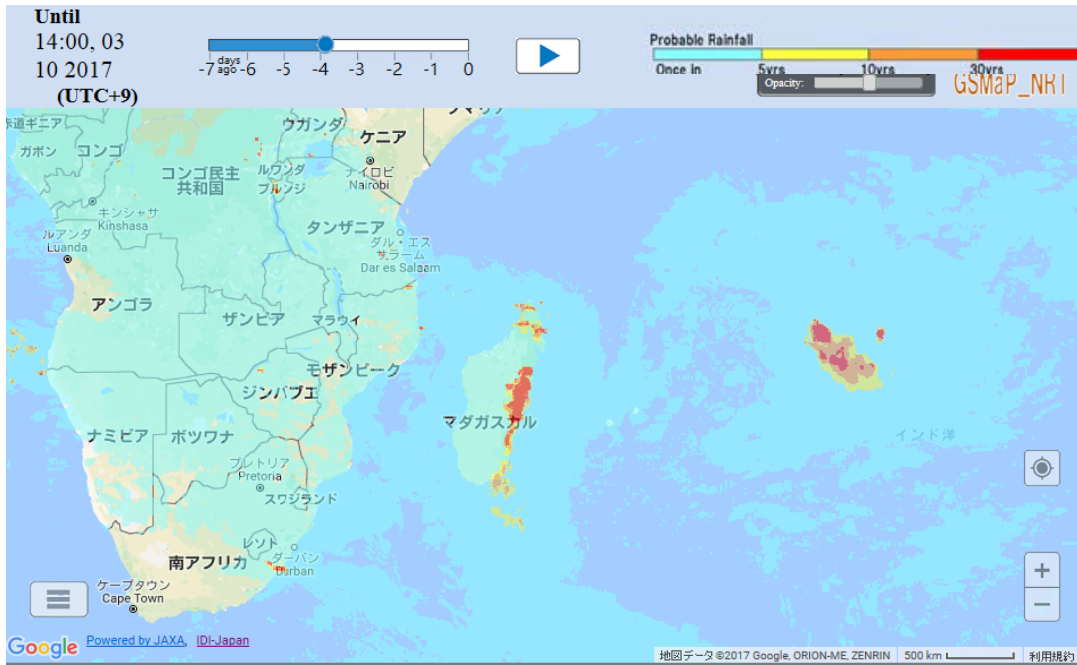 Until
14:00, 03
10 2017
(UTC+9)
-7 days ago -6 -5 -4 -3 -2 -1 0
Probable Rainfall
Once in 5yrs 10yrs 30yrs
Opacity:
GSMaP_NRT
赤道ギニア
ガボン
コンゴ
ウガンダ
ケニア
コンゴ民主
共和国
ルワンダ
ブルンジ
ナイロビ
Nairobi
キンシャサ
Kinshasa
ルアンダ
Luanda
タンザニア
ダル・エス
サラーム
Dar es Salaam
アンゴラ
ザンビア
マラウイ
モザンビーク
ジンバブエ
マダガスカル
ナミビア
ボツワナ
インド洋
プレトリア
Pretoria
スワジランド
レソト
ダーバン
Durban
南アフリカ
ケープタウン
Cape Town
+
−
Google
Powered by JAXA, IDI-Japan
地図データ ©2017 Google, ORION-ME, ZENRIN 500 km 利用規約